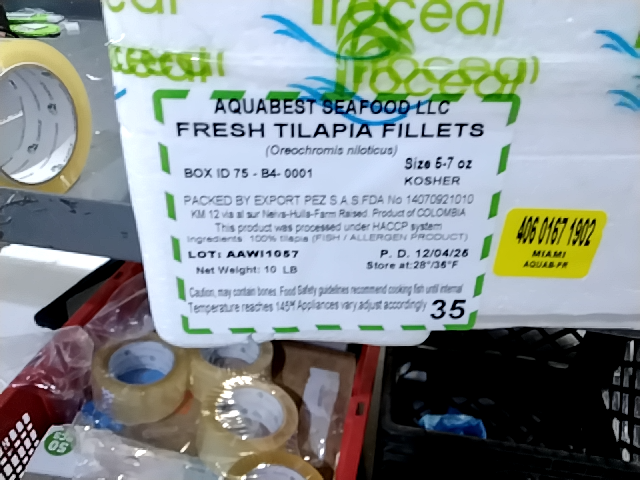 Troceal
AQUABEST SEAFOOD LLC
FRESH TILAPIA FILLETS
(Oreochromis niloticus)
BOX ID 75 - B4- 0001
Size 5-7 oz
KOSHER
PACKED BY EXPORT PEZ S.A.S.FDA No 14070921010
KM 12 via al sur Neiva-Huila-Farm Raised. Product of COLOMBIA
This product was processed under HACCP system
Ingredients: 100% tilapia (FISH / ALLERGEN PRODUCT)
LOT: AAWI1057
P. D. 12/04/25
Net Weight: 10 LB
Store at:28°/36°F
Caution, may contain bones. Food Safety guidelines recommend cooking fish until internal
Temperature reaches 145°F. Appliances vary, adjust accordingly
35
406 0167 1902
MIAMI
AQUAB-FR